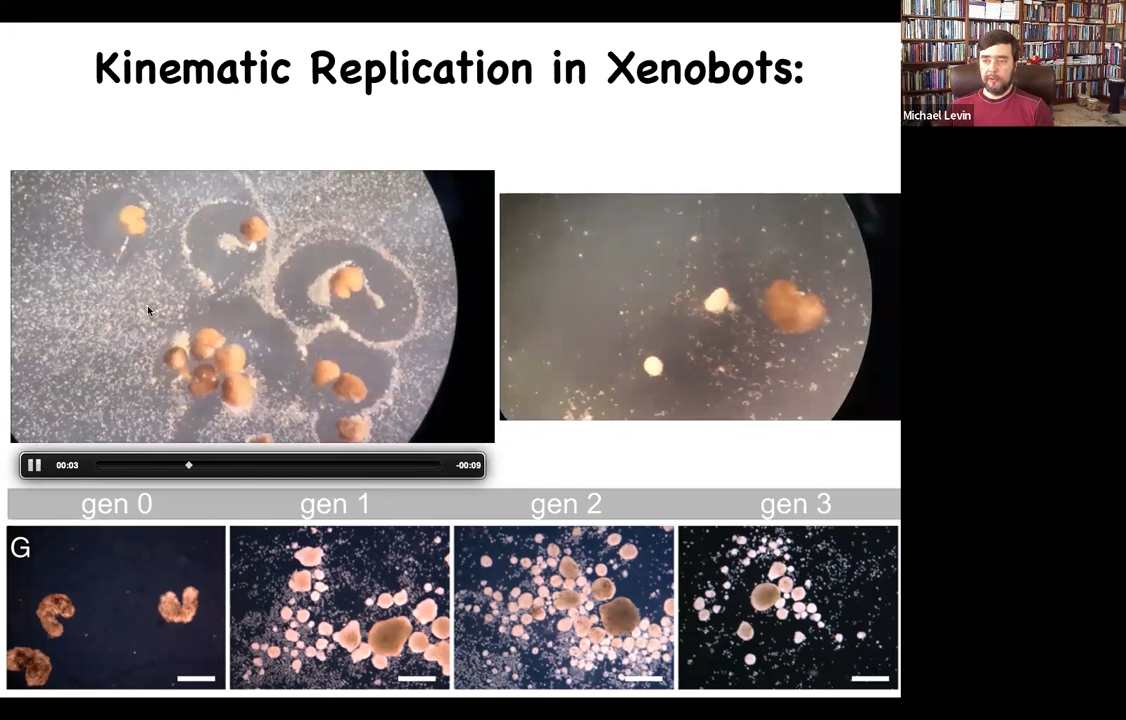 Kinematic Replication in Xenobots:
Michael Levin
00:03
-00:09
gen 0
gen 1
gen 2
gen 3
G